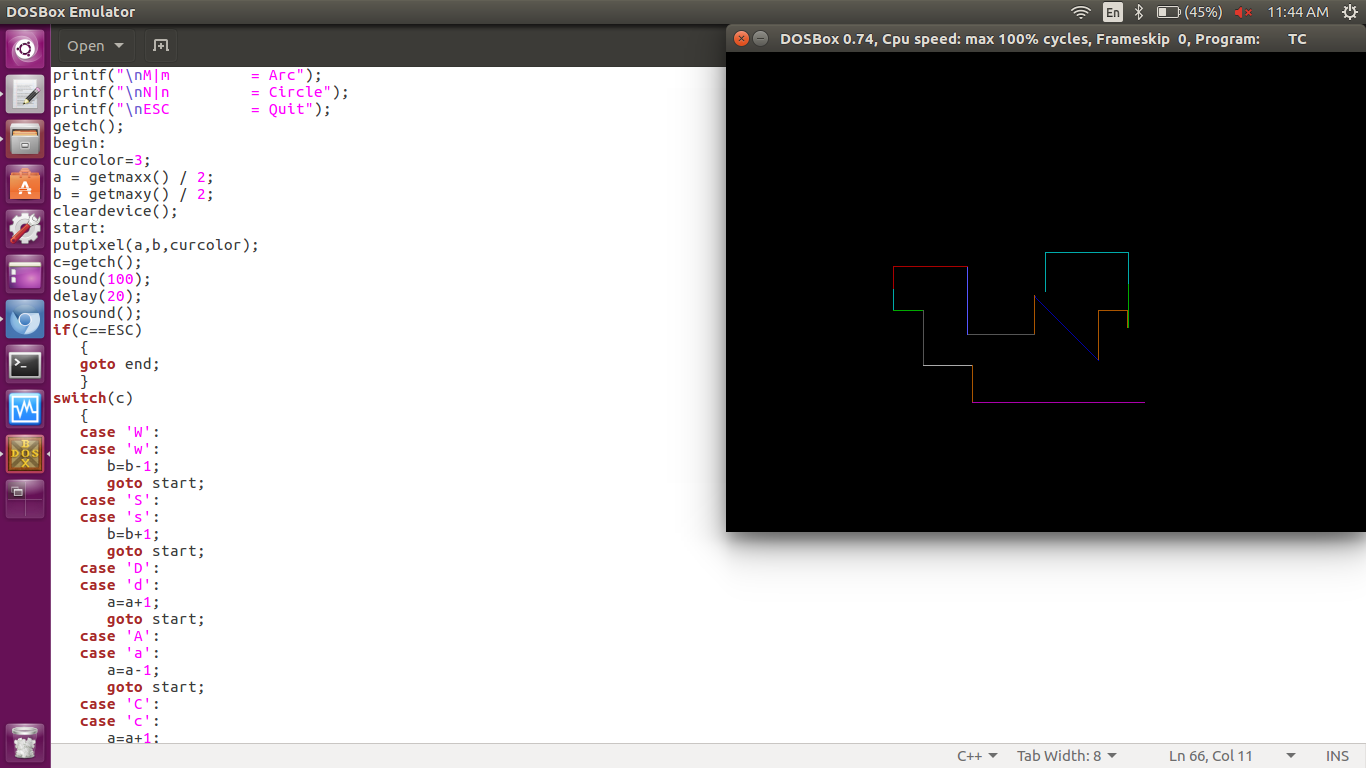 DOSBox Emulator
En
(45%)
11:44 AM
Open
DOSBox 0.74, Cpu speed: max 100% cycles, Frameskip 0, Program: TC
printf("\nM|m = Arc");
printf("\nN|n = Circle");
printf("\nESC = Quit");
getch();
begin:
curcolor=3;
a = getmaxx() / 2;
b = getmaxy() / 2;
cleardevice();
start:
putpixel(a,b,curcolor);
c=getch();
sound(100);
delay(20);
nosound();
if(c==ESC)
{
goto end;
}
switch(c)
{
case 'W':
case 'w':
b=b-1;
goto start;
case 'S':
case 's':
b=b+1;
goto start;
case 'D':
case 'd':
a=a+1;
goto start;
case 'A':
case 'a':
a=a-1;
goto start;
case 'C':
case 'c':
a=a+1;
C++
Tab Width: 8
Ln 66, Col 11
INS